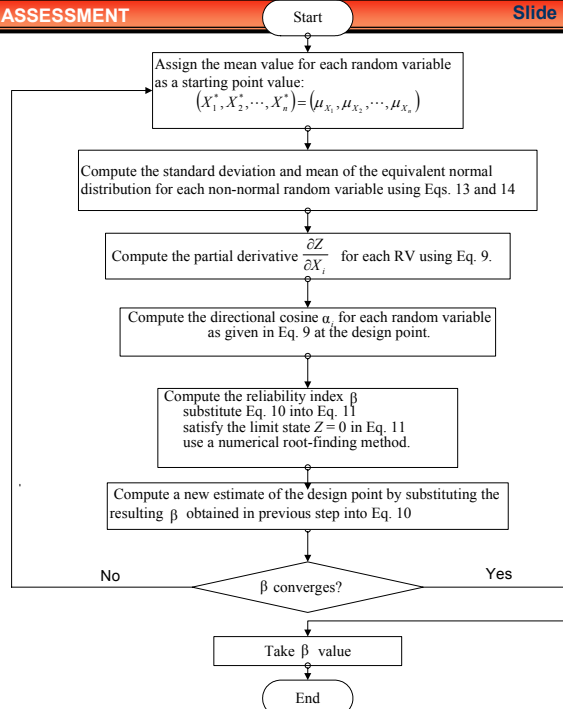 ASSESSMENT
Slide
Start
Assign the mean value for each random variable
as a starting point value:
(X₁*, X₂*, ⋯, Xₙ*) = (μ_X₁, μ_X₂, ⋯, μ_Xₙ)
Compute the standard deviation and mean of the equivalent normal
distribution for each non-normal random variable using Eqs. 13 and 14
Compute the partial derivative ∂Z/∂Xᵢ for each RV using Eq. 9.
Compute the directional cosine αᵢ for each random variable
as given in Eq. 9 at the design point.
Compute the reliability index β
substitute Eq. 10 into Eq. 11
satisfy the limit state Z = 0 in Eq. 11
use a numerical root-finding method.
Compute a new estimate of the design point by substituting the
resulting β obtained in previous step into Eq. 10
No
β converges?
Yes
Take β value
End